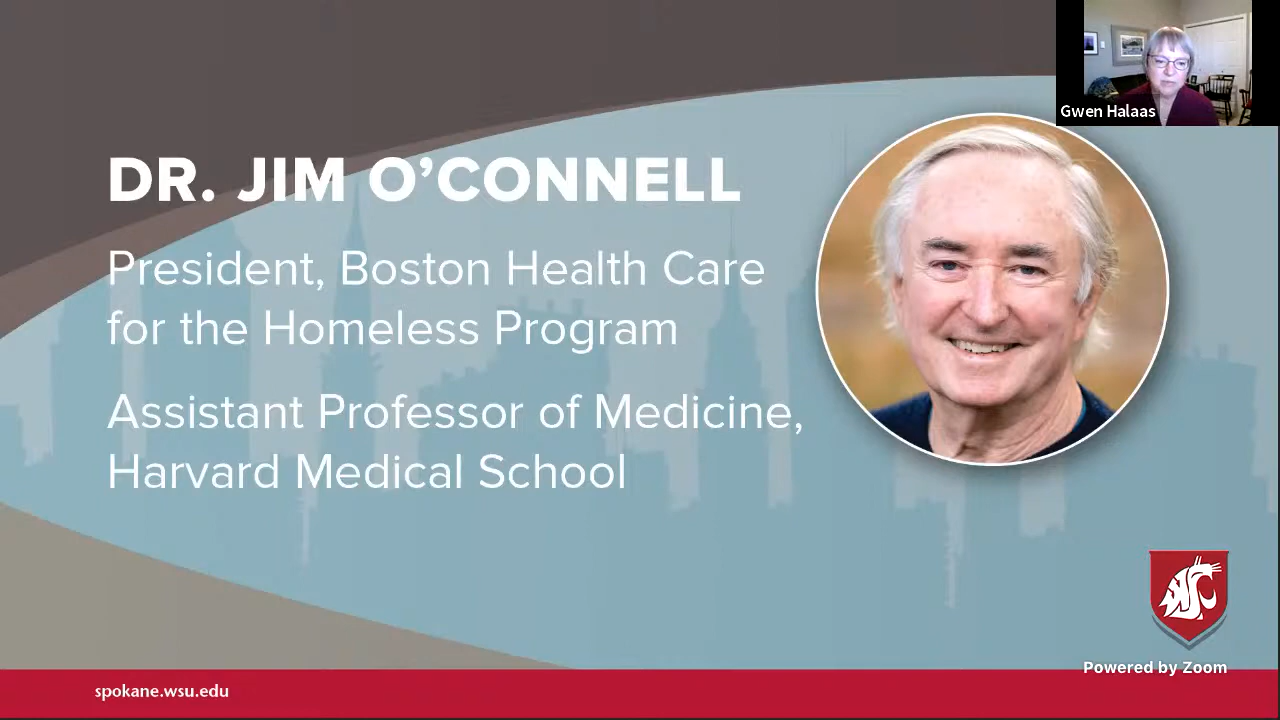 Gwen Halaas
DR. JIM O’CONNELL
President, Boston Health Care
for the Homeless Program
Assistant Professor of Medicine,
Harvard Medical School
Powered by Zoom
spokane.wsu.edu